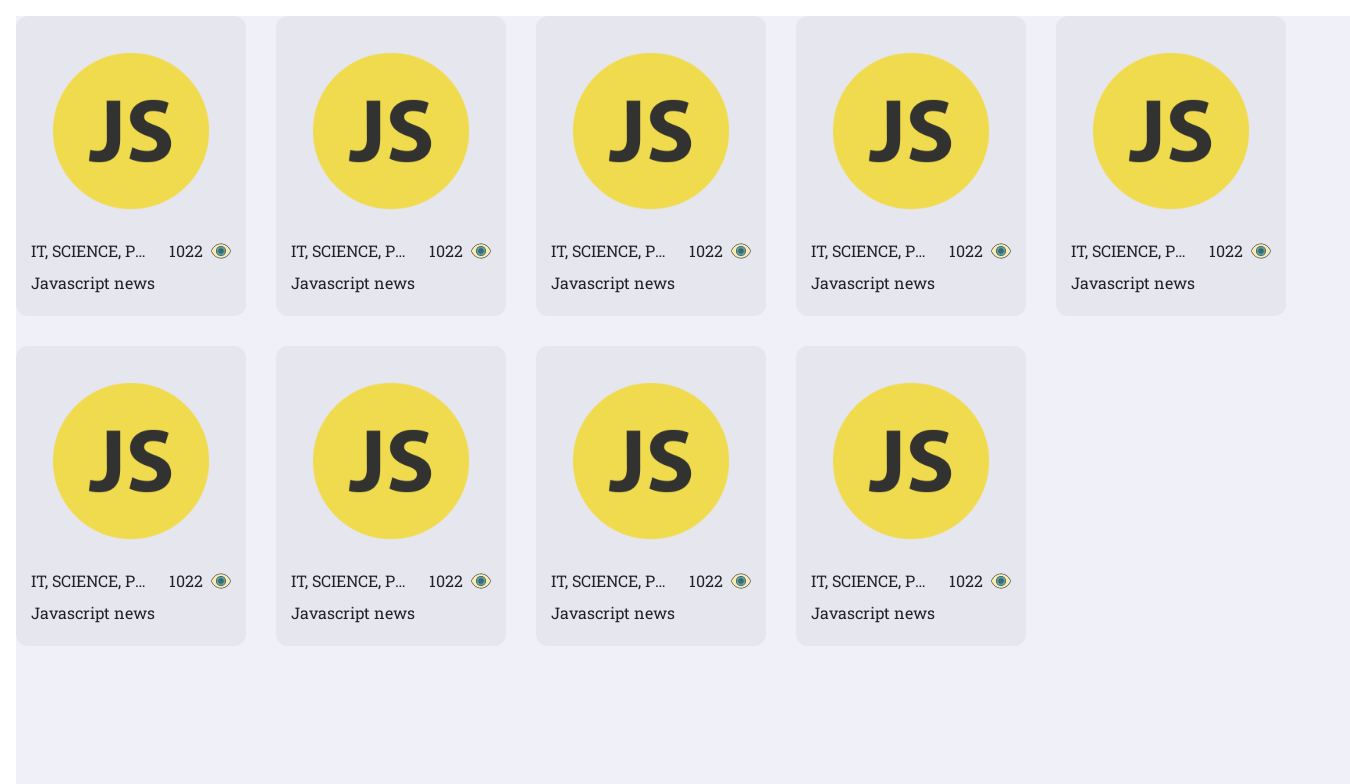 JS JS JS JS JS
IT, SCIENCE, P... 1022 IT, SCIENCE, P... 1022 IT, SCIENCE, P... 1022 IT, SCIENCE, P... 1022 IT, SCIENCE, P... 1022
Javascript news Javascript news Javascript news Javascript news Javascript news
JS JS JS JS
IT, SCIENCE, P... 1022 IT, SCIENCE, P... 1022 IT, SCIENCE, P... 1022 IT, SCIENCE, P... 1022
Javascript news Javascript news Javascript news Javascript news